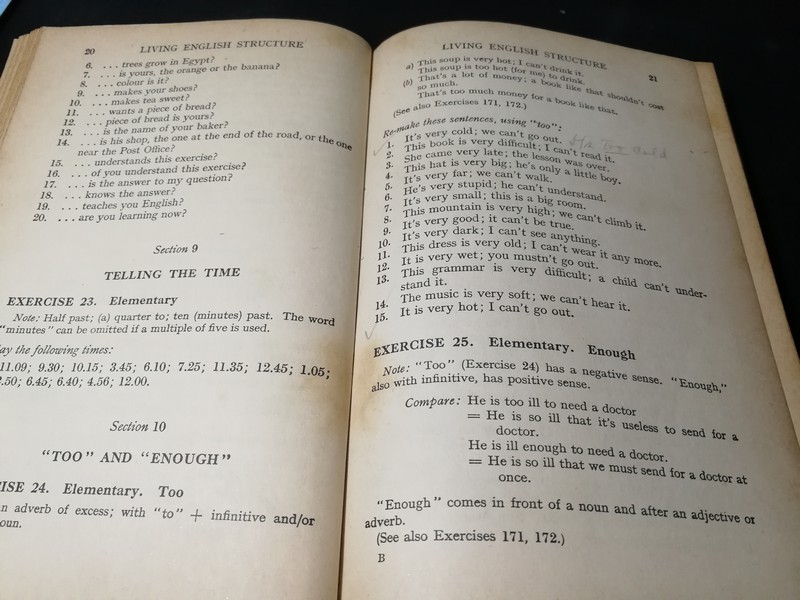 20 LIVING ENGLISH STRUCTURE
6. ... trees grow in Egypt?
7. ... is yours, the orange or the banana?
8. ... colour is it?
9. ... makes your shoes?
10. ... makes tea sweet?
11. ... wants a piece of bread?
12. ... piece of bread is yours?
13. ... is the name of your baker?
14. ... is his shop, the one at the end of the road, or the one
near the Post Office?
15. ... understands this exercise?
16. ... of you understand this exercise?
17. ... is the answer to my question?
18. ... knows the answer?
19. ... teaches you English?
20. ... are you learning now?
Section 9
TELLING THE TIME
EXERCISE 23. Elementary
Note: Half past; (a) quarter to; ten (minutes) past. The word
"minutes" can be omitted if a multiple of five is used.
ay the following times:
11.09; 9.30; 10.15; 3.45; 6.10; 7.25; 11.35; 12.45; 1.05;
.50; 6.45; 6.40; 4.56; 12.00.
Section 10
"TOO" AND "ENOUGH"
ISE 24. Elementary. Too
n adverb of excess; with "to" + infinitive and/or
oun.
LIVING ENGLISH STRUCTURE 21
a) This soup is very hot; I can't drink it.
This soup is too hot (for me) to drink.
(b) That's a lot of money; a book like that shouldn't cost
so much.
That's too much money for a book like that.
(See also Exercises 171, 172.)
Re-make these sentences, using "too":
1. It's very cold; we can't go out. too cold
2. This book is very difficult; I can't read it.
3. She came very late; the lesson was over.
4. This hat is very big; he's only a little boy.
5. It's very far; we can't walk.
6. He's very stupid; he can't understand.
7. It's very small; this is a big room.
8. This mountain is very high; we can't climb it.
9. It's very good; it can't be true.
10. It's very dark; I can't see anything.
11. This dress is very old; I can't wear it any more.
12. It is very wet; you mustn't go out.
13. This grammar is very difficult; a child can't under-
stand it.
14. The music is very soft; we can't hear it.
15. It is very hot; I can't go out.
EXERCISE 25. Elementary. Enough
Note: "Too" (Exercise 24) has a negative sense. "Enough,"
also with infinitive, has positive sense.
Compare: He is too ill to need a doctor
= He is so ill that it's useless to send for a
doctor.
He is ill enough to need a doctor.
= He is so ill that we must send for a doctor at
once.
"Enough" comes in front of a noun and after an adjective or
adverb.
(See also Exercises 171, 172.)
B